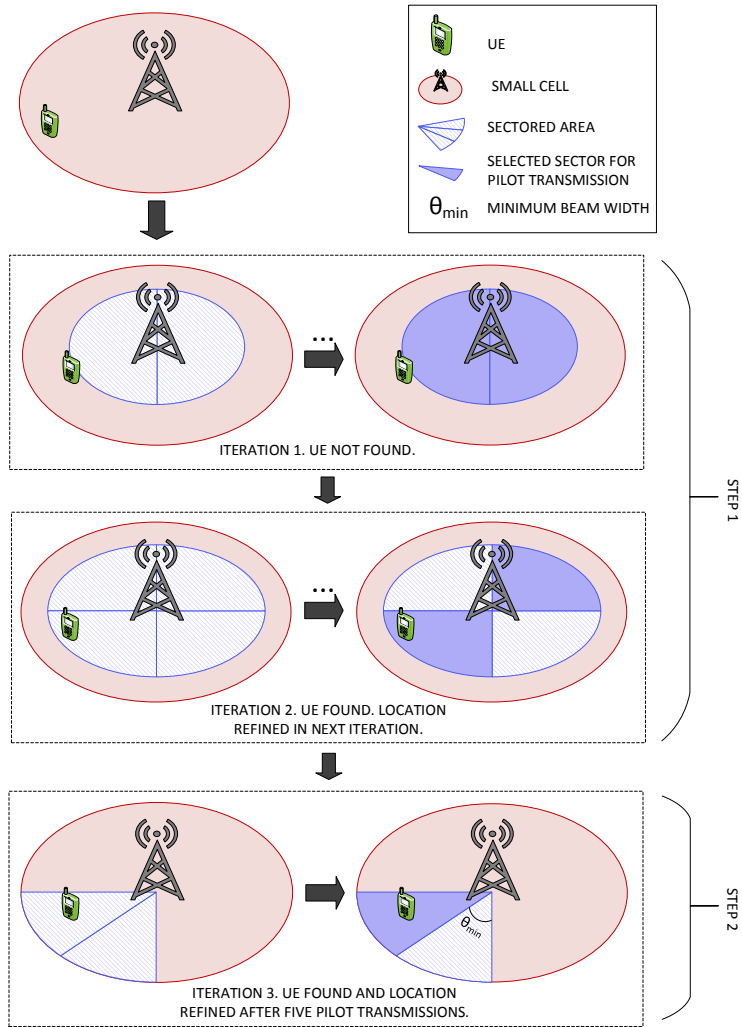 UE
SMALL CELL
SECTORED AREA
SELECTED SECTOR FOR
PILOT TRANSMISSION
θmin MINIMUM BEAM WIDTH
...
ITERATION 1. UE NOT FOUND.
...
ITERATION 2. UE FOUND. LOCATION
REFINED IN NEXT ITERATION.
STEP 1
θmin
ITERATION 3. UE FOUND AND LOCATION
REFINED AFTER FIVE PILOT TRANSMISSIONS.
STEP 2